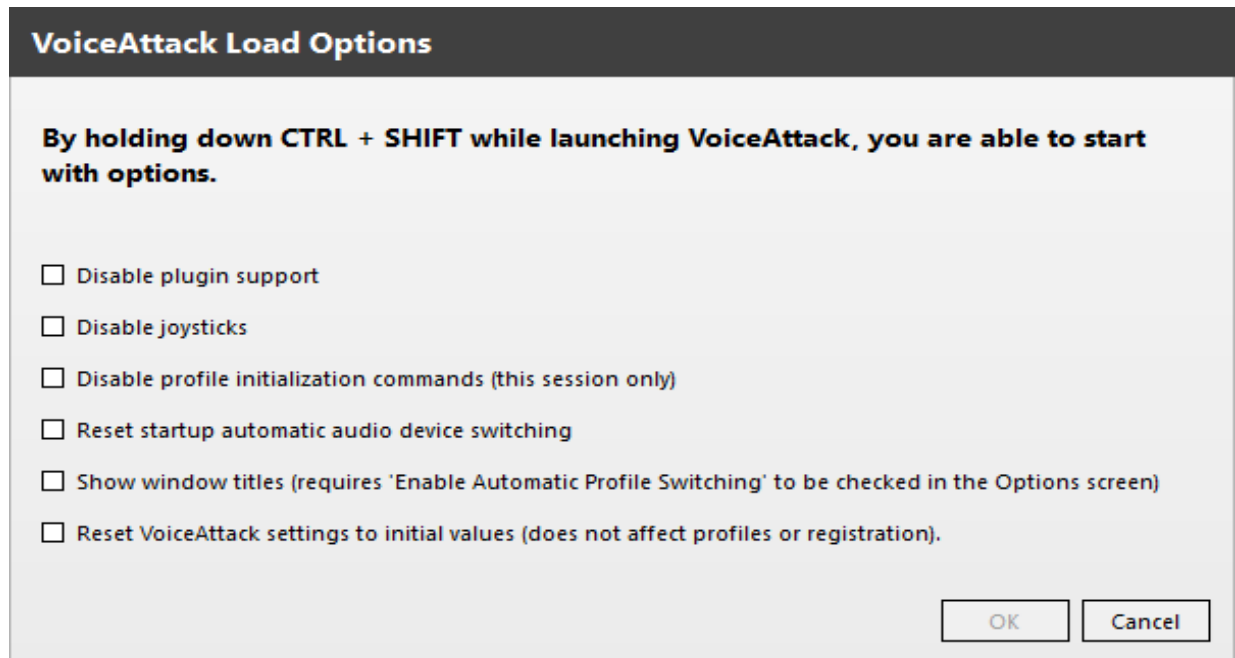 VoiceAttack Load Options
By holding down CTRL + SHIFT while launching VoiceAttack, you are able to start
with options.
Disable plugin support
Disable joysticks
Disable profile initialization commands (this session only)
Reset startup automatic audio device switching
Show window titles (requires 'Enable Automatic Profile Switching' to be checked in the Options screen)
Reset VoiceAttack settings to initial values (does not affect profiles or registration).
OK Cancel